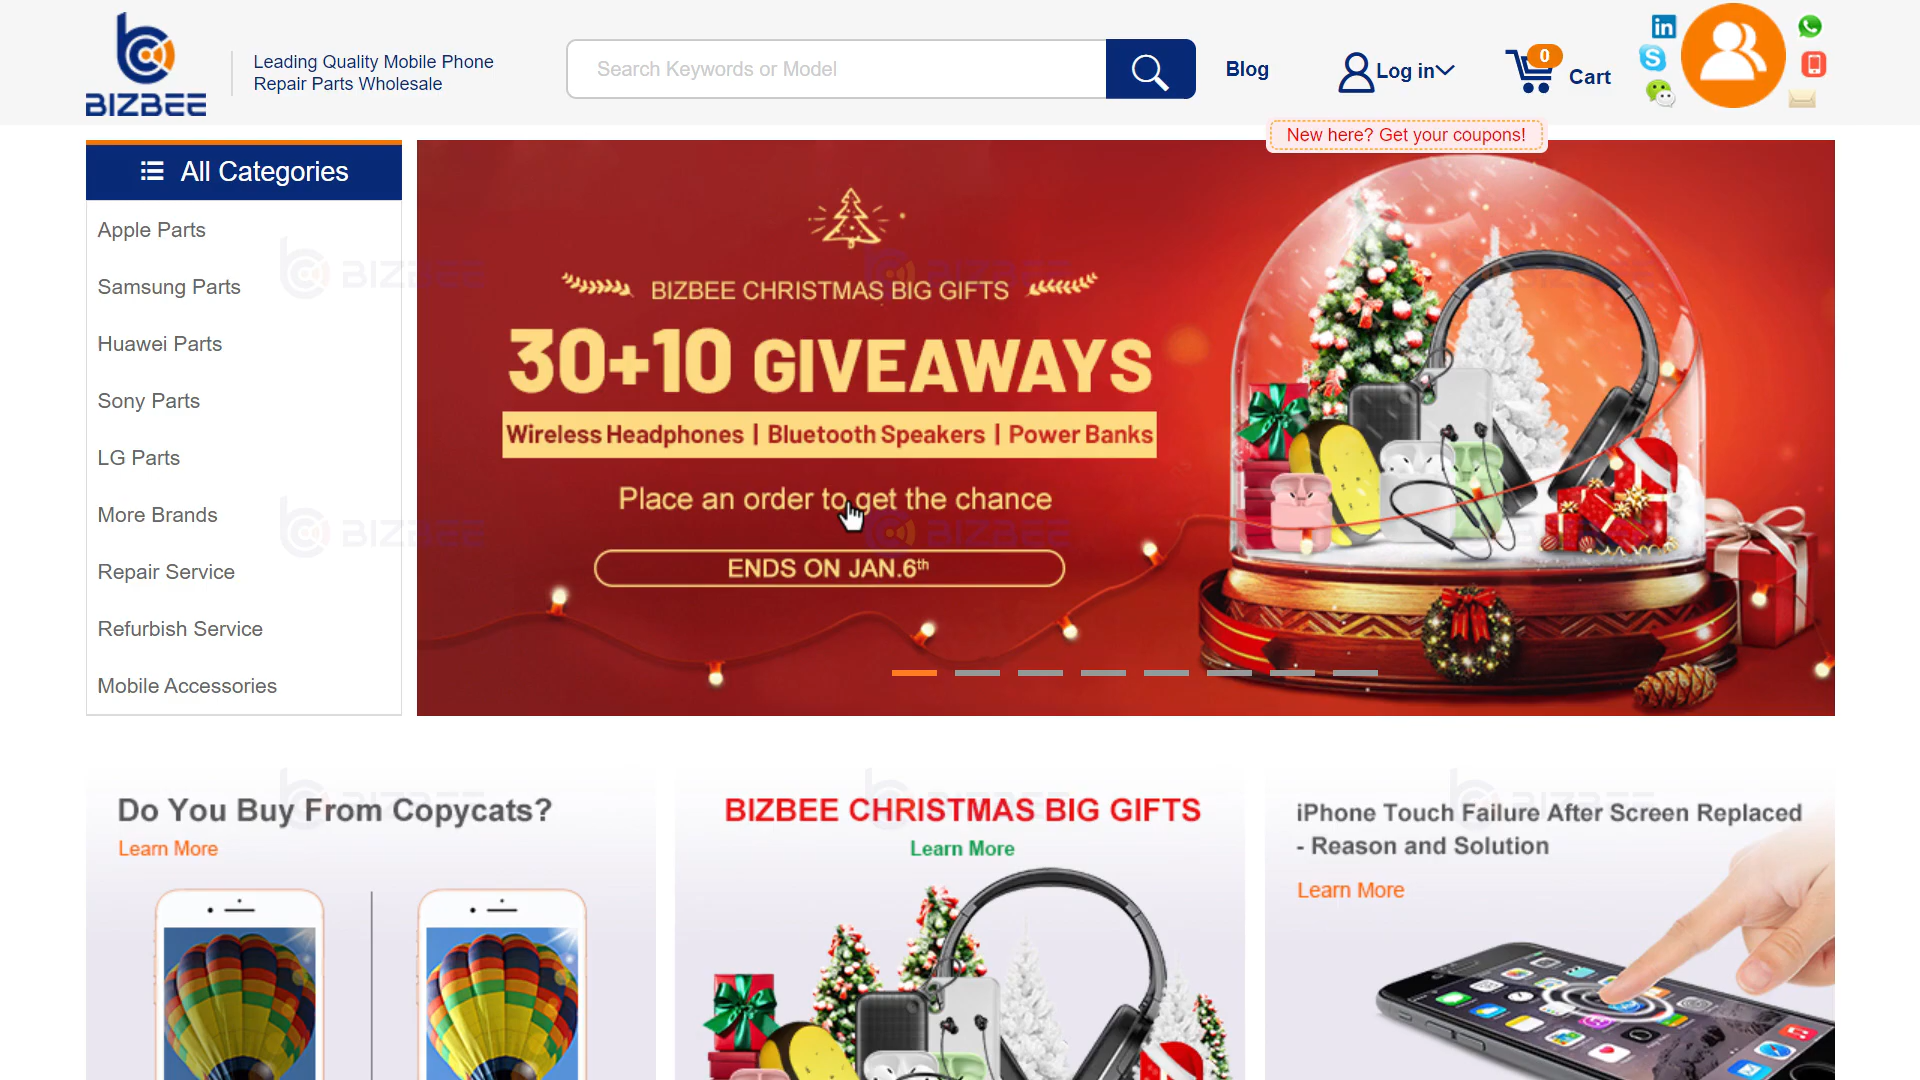 BIZBEE
Leading Quality Mobile Phone
Repair Parts Wholesale
Search Keywords or Model
Blog
Log in
0
Cart
New here? Get your coupons!
All Categories
Apple Parts
Samsung Parts
Huawei Parts
Sony Parts
LG Parts
More Brands
Repair Service
Refurbish Service
Mobile Accessories
BIZBEE CHRISTMAS BIG GIFTS
30+10 GIVEAWAYS
Wireless Headphones | Bluetooth Speakers | Power Banks
Place an order to get the chance
ENDS ON JAN.6th
BIZBEE
BIZBEE
BIZBEE
BIZBEE
Do You Buy From Copycats?
Learn More
BIZBEE CHRISTMAS BIG GIFTS
Learn More
iPhone Touch Failure After Screen Replaced
- Reason and Solution
Learn More